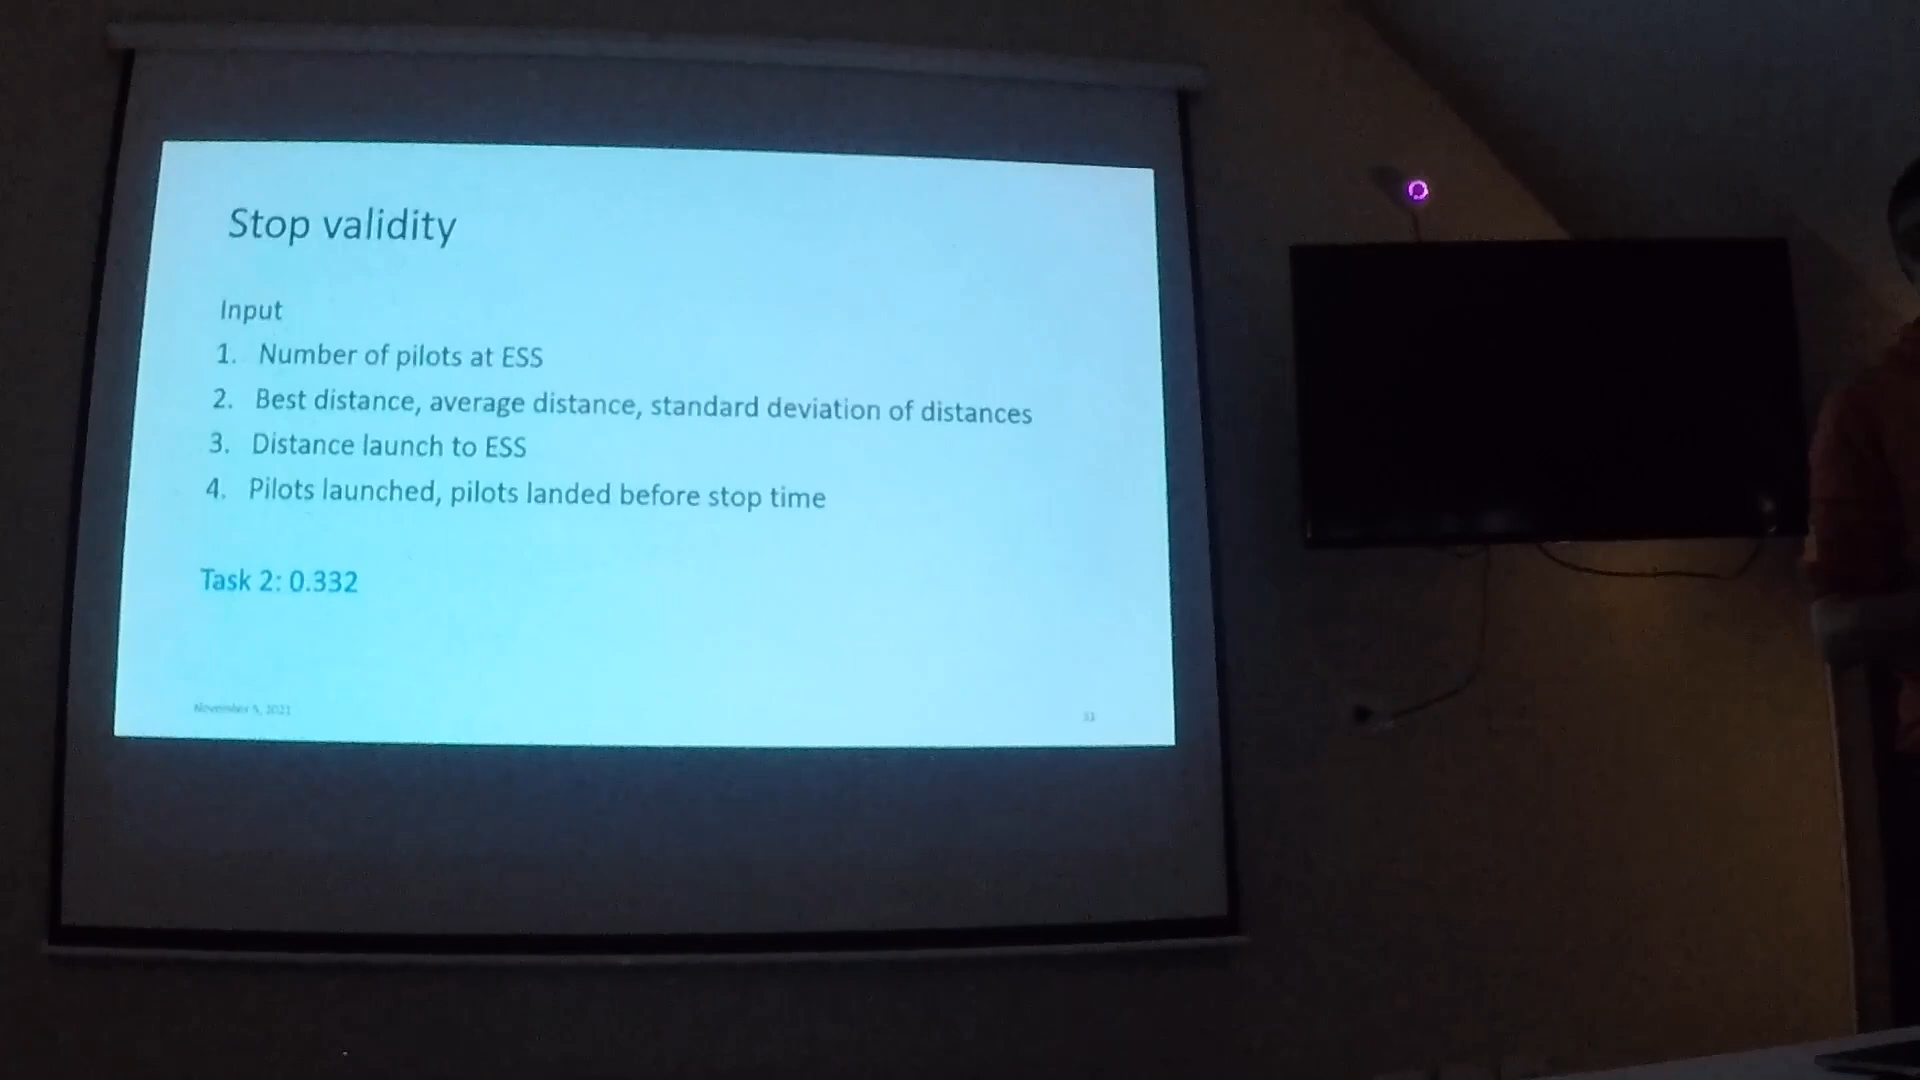 Stop validity
Input
1. Number of pilots at ESS
2. Best distance, average distance, standard deviation of distances
3. Distance launch to ESS
4. Pilots launched, pilots landed before stop time
Task 2: 0.332
November 5, 2021